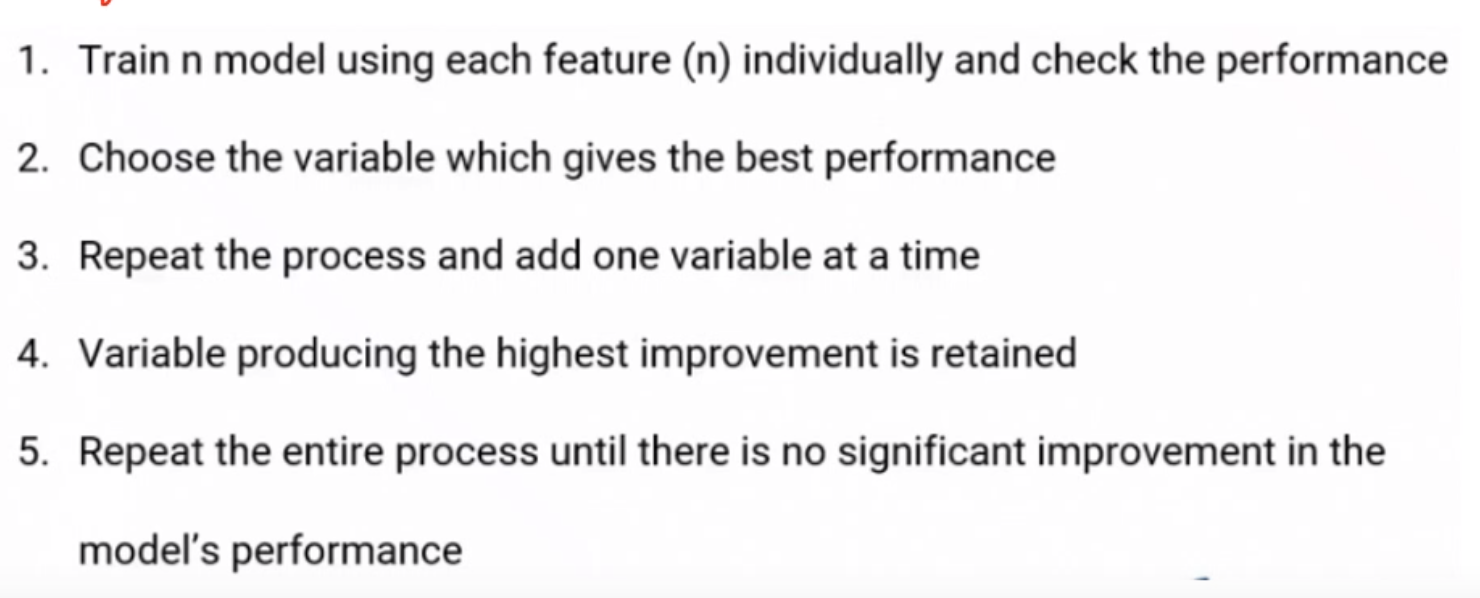 1. Train n model using each feature (n) individually and check the performance
2. Choose the variable which gives the best performance
3. Repeat the process and add one variable at a time
4. Variable producing the highest improvement is retained
5. Repeat the entire process until there is no significant improvement in the
model’s performance